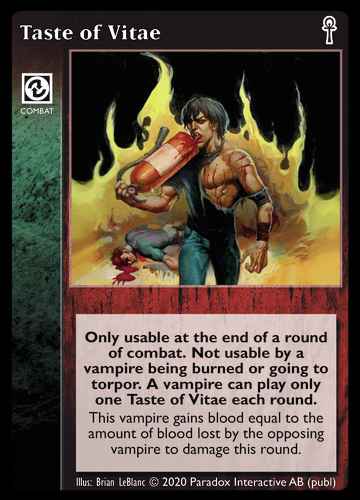 Taste of Vitae
COMBAT
Only usable at the end of a round
of combat. Not usable by a
vampire being burned or going to
torpor. A vampire can play only
one Taste of Vitae each round.
This vampire gains blood equal to the
amount of blood lost by the opposing
vampire to damage this round.
Illus: Brian LeBlanc © 2020 Paradox Interactive AB (publ)